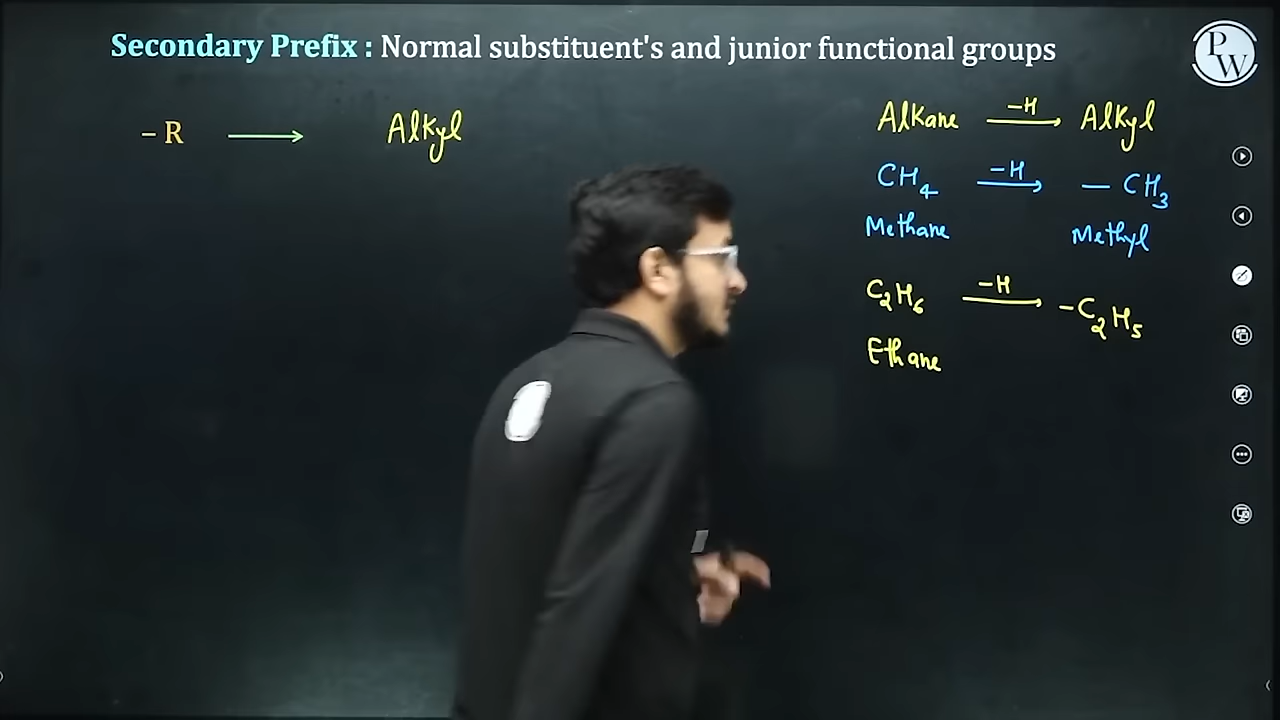 Secondary Prefix : Normal substituent's and junior functional groups
PW
– R ⟶ Alkyl
Alkane –H⟶ Alkyl
CH₄ –H⟶ – CH₃
Methane Methyl
C₂H₆ –H⟶ –C₂H₅
Ethane